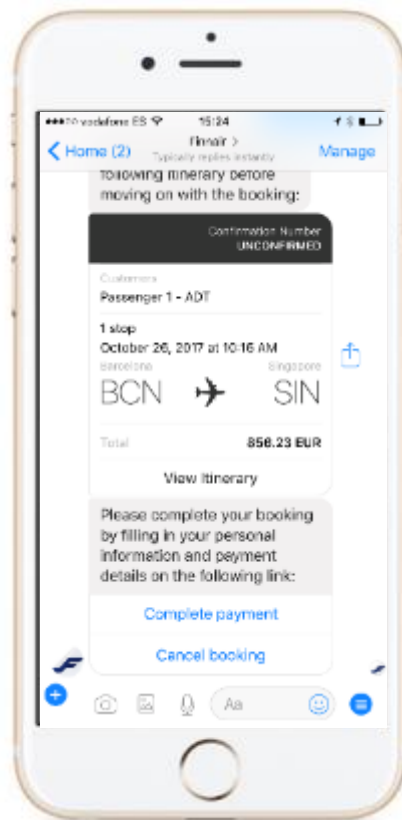 vodafone ES 15:24
Home (2) Finnair > Manage
Typically replies instantly
following itinerary before
moving on with the booking:
Confirmation Number
UNCONFIRMED
Customers
Passenger 1 - ADT
1 stop
October 26, 2017 at 10:16 AM
Barcelona Singapore
BCN SIN
Total 856.23 EUR
View Itinerary
Please complete your booking
by filling in your personal
information and payment
details on the following link:
Complete payment
Cancel booking
Aa